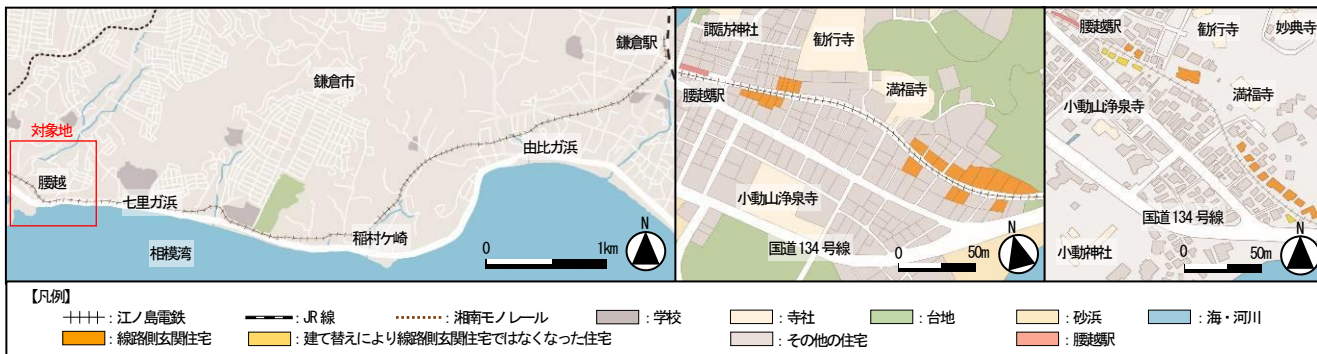 鎌倉駅
鎌倉市
対象地
腰越
由比ガ浜
七里ガ浜
稲村ケ崎
相模湾
0 1km
N
諏訪神社
勧行寺
腰越駅
満福寺
小動山浄泉寺
国道134号線
0 50m
N
腰越駅
勧行寺
妙典寺
満福寺
小動山浄泉寺
国道134号線
小動神社
0 50m
N
【凡例】
：江ノ島電鉄 ：JR線 ：湘南モノレール ：学校 ：寺社 ：台地 ：砂浜 ：海・河川
：線路側玄関住宅 ：建て替えにより線路側玄関住宅ではなくなった住宅 ：その他の住宅 ：腰越駅